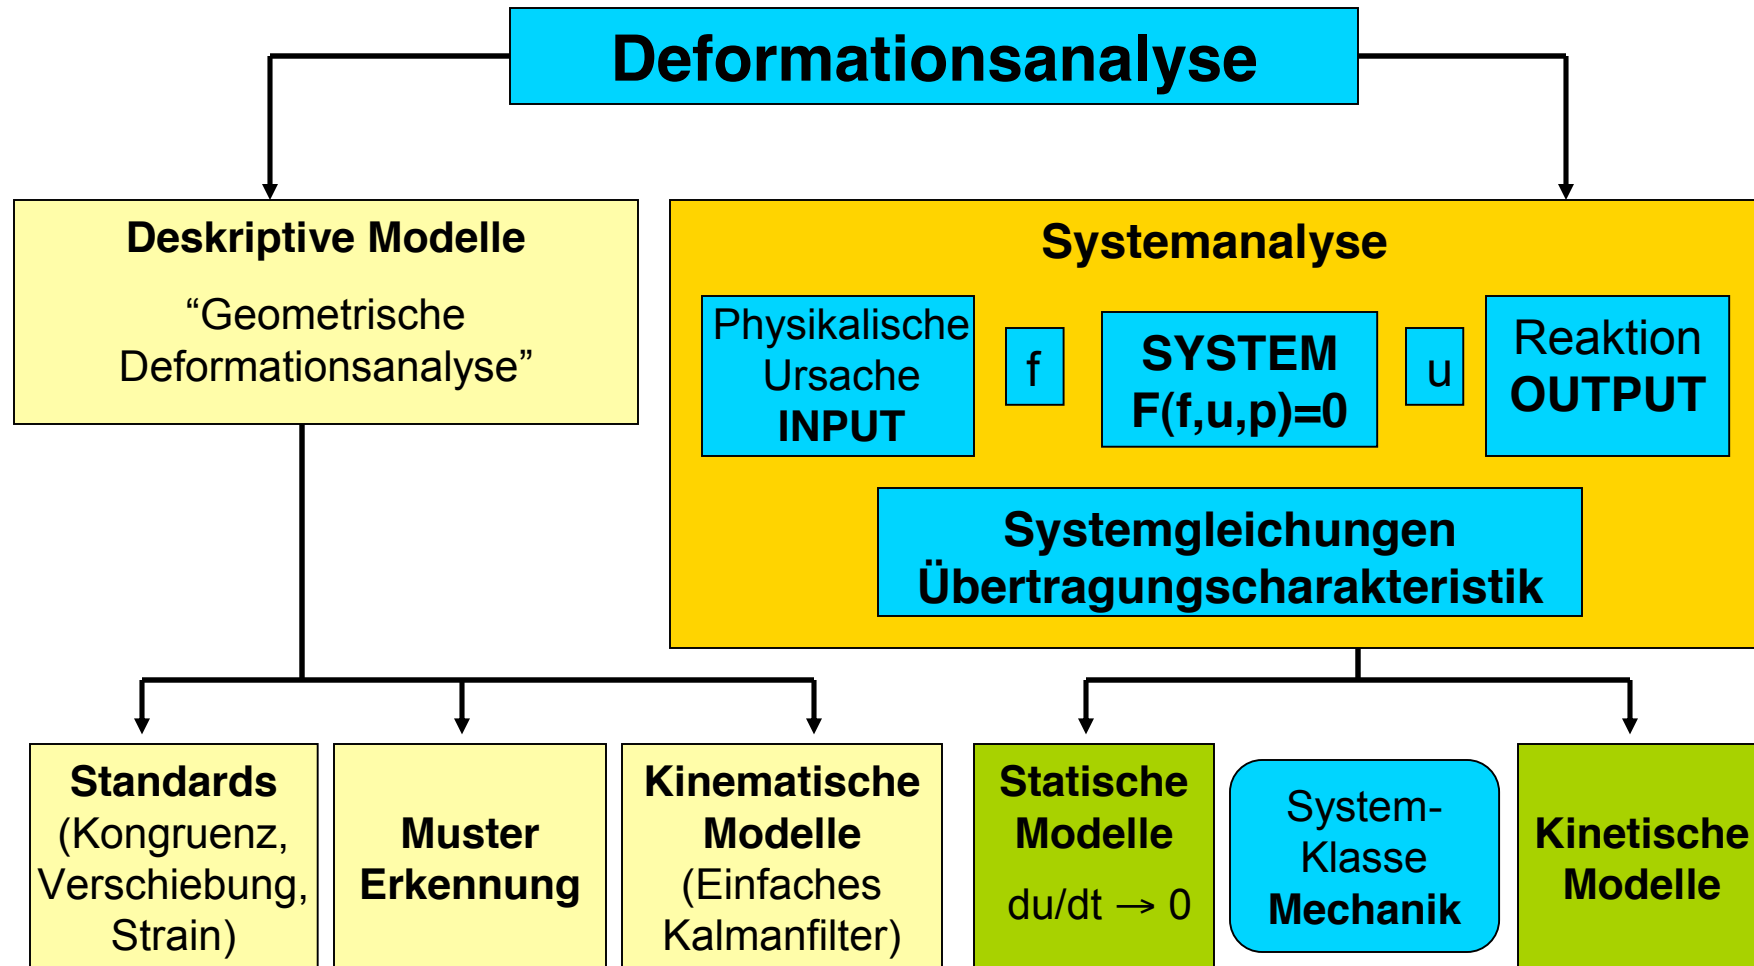 Deformationsanalyse
Deskriptive Modelle
“Geometrische
Deformationsanalyse”
Systemanalyse
Physikalische
Ursache
INPUT
f
SYSTEM
F(f,u,p)=0
u
Reaktion
OUTPUT
Systemgleichungen
Übertragungscharakteristik
Standards
(Kongruenz,
Verschiebung,
Strain)
Muster
Erkennung
Kinematische
Modelle
(Einfaches
Kalmanfilter)
Statische
Modelle
du/dt → 0
System-
Klasse
Mechanik
Kinetische
Modelle